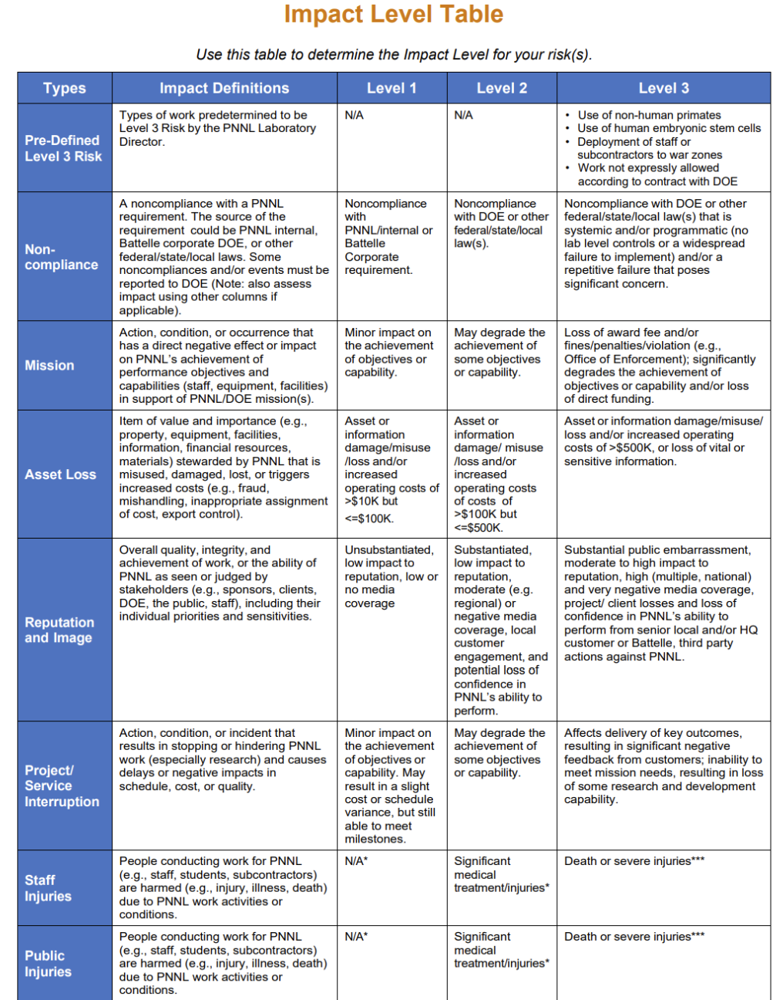 Impact Level Table
Use this table to determine the Impact Level for your risk(s).
Types
Impact Definitions
Level 1
Level 2
Level 3
Pre-Defined
Level 3 Risk
Types of work predetermined to be
Level 3 Risk by the PNNL Laboratory
Director.
N/A
N/A
• Use of non-human primates
• Use of human embryonic stem cells
• Deployment of staff or
subcontractors to war zones
• Work not expressly allowed
according to contract with DOE
Non-
compliance
A noncompliance with a PNNL
requirement. The source of the
requirement could be PNNL internal,
Battelle corporate DOE, or other
federal/state/local laws. Some
noncompliances and/or events must be
reported to DOE (Note: also assess
impact using other columns if
applicable).
Noncompliance
with
PNNL/internal or
Battelle
Corporate
requirement.
Noncompliance
with DOE or other
federal/state/local
law(s).
Noncompliance with DOE or other
federal/state/local law(s) that is
systemic and/or programmatic (no
lab level controls or a widespread
failure to implement) and/or a
repetitive failure that poses
significant concern.
Mission
Action, condition, or occurrence that
has a direct negative effect or impact
on PNNL's achievement of
performance objectives and
capabilities (staff, equipment, facilities)
in support of PNNL/DOE mission(s).
Minor impact on
the achievement
of objectives or
capability.
May degrade the
achievement of
some objectives
or capability.
Loss of award fee and/or
fines/penalties/violation (e.g.,
Office of Enforcement); significantly
degrades the achievement of
objectives or capability and/or loss
of direct funding.
Asset Loss
Item of value and importance (e.g.,
property, equipment, facilities,
information, financial resources,
materials) stewarded by PNNL that is
misused, damaged, lost, or triggers
increased costs (e.g., fraud,
mishandling, inappropriate assignment
of cost, export control).
Asset or
information
damage/misuse
/loss and/or
increased
operating costs of
>$10K but
<=$100K.
Asset or
information
damage/ misuse
/loss and/or
increased
operating costs
of costs of
>$100K but
<=$500K.
Asset or information damage/misuse/
loss and/or increased operating
costs of >$500K, or loss of vital or
sensitive information.
Reputation
and Image
Overall quality, integrity, and
achievement of work, or the ability of
PNNL as seen or judged by
stakeholders (e.g., sponsors, clients,
DOE, the public, staff), including their
individual priorities and sensitivities.
Unsubstantiated,
low impact to
reputation, low or
no media
coverage
Substantiated,
low impact to
reputation,
moderate (e.g.
regional) or
negative media
coverage, local
customer
engagement, and
potential loss of
confidence in
PNNL's ability to
perform.
Substantial public embarrassment,
moderate to high impact to
reputation, high (multiple, national)
and very negative media coverage,
project/ client losses and loss of
confidence in PNNL's ability to
perform from senior local and/or HQ
customer or Battelle, third party
actions against PNNL.
Project/
Service
Interruption
Action, condition, or incident that
results in stopping or hindering PNNL
work (especially research) and causes
delays or negative impacts in
schedule, cost, or quality.
Minor impact on
the achievement
of objectives or
capability. May
result in a slight
cost or schedule
variance, but still
able to meet
milestones.
May degrade the
achievement of
some objectives
or capability.
Affects delivery of key outcomes,
resulting in significant negative
feedback from customers; inability to
meet mission needs, resulting in loss
of some research and development
capability.
Staff
Injuries
People conducting work for PNNL
(e.g., staff, students, subcontractors)
are harmed (e.g., injury, illness, death)
due to PNNL work activities or
conditions.
N/A*
Significant
medical
treatment/injuries*
Death or severe injuries***
Public
Injuries
People conducting work for PNNL
(e.g., staff, students, subcontractors)
are harmed (e.g., injury, illness, death)
due to PNNL work activities or
conditions.
N/A*
Significant
medical
treatment/injuries*
Death or severe injuries***